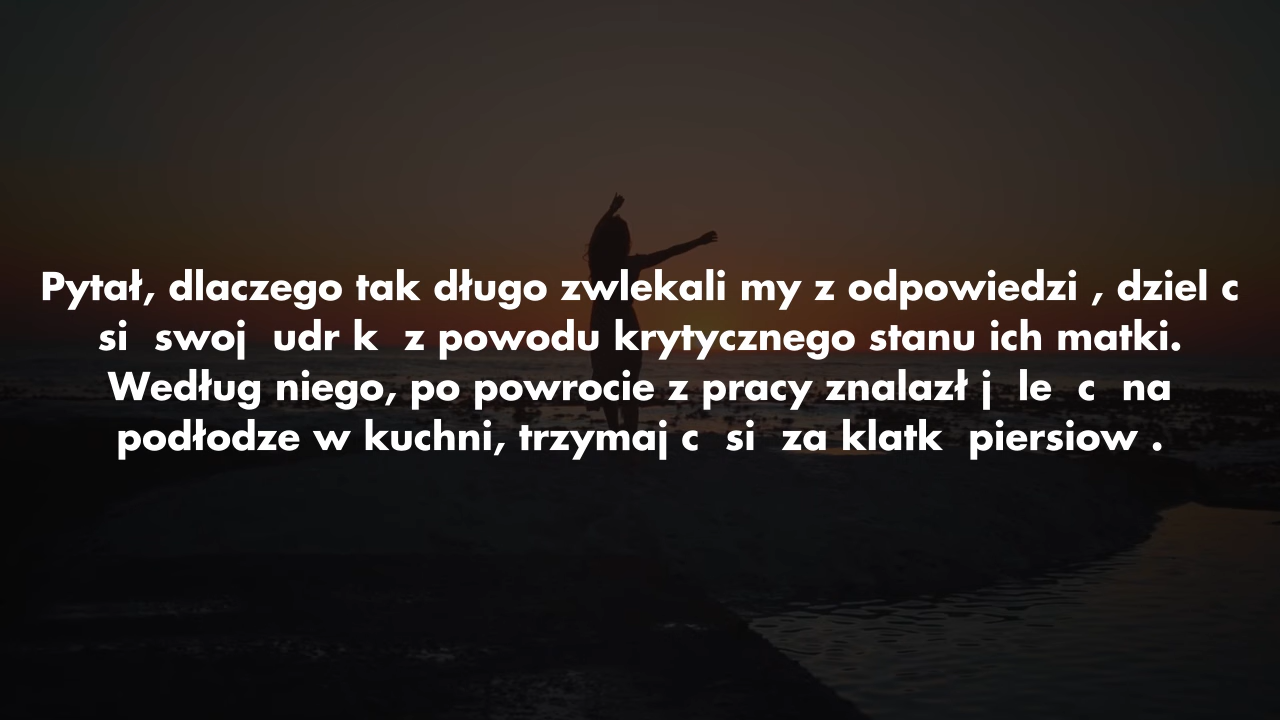 Pytał, dlaczego tak długo zwlekali my z odpowiedzi , dziel c
si  swoj  udr k  z powodu krytycznego stanu ich matki.
Według niego, po powrocie z pracy znalazł j  le  c  na
podłodze w kuchni, trzymaj c  si  za klatk  piersiow .